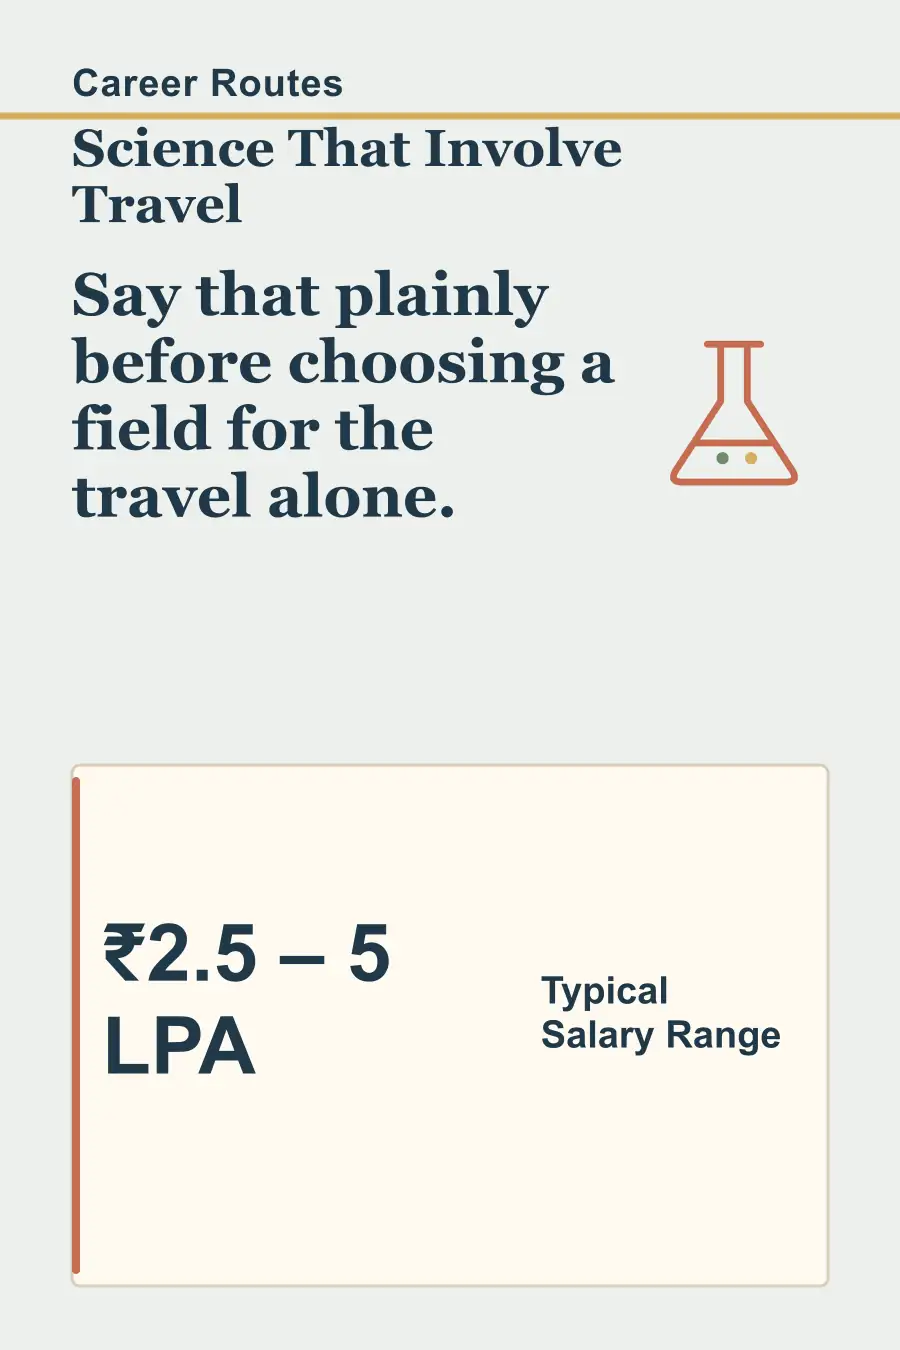 Career Routes
Science That Involve
Travel
Say that plainly
before choosing a
field for the
travel alone.
₹2.5 – 5
LPA
Typical
Salary Range